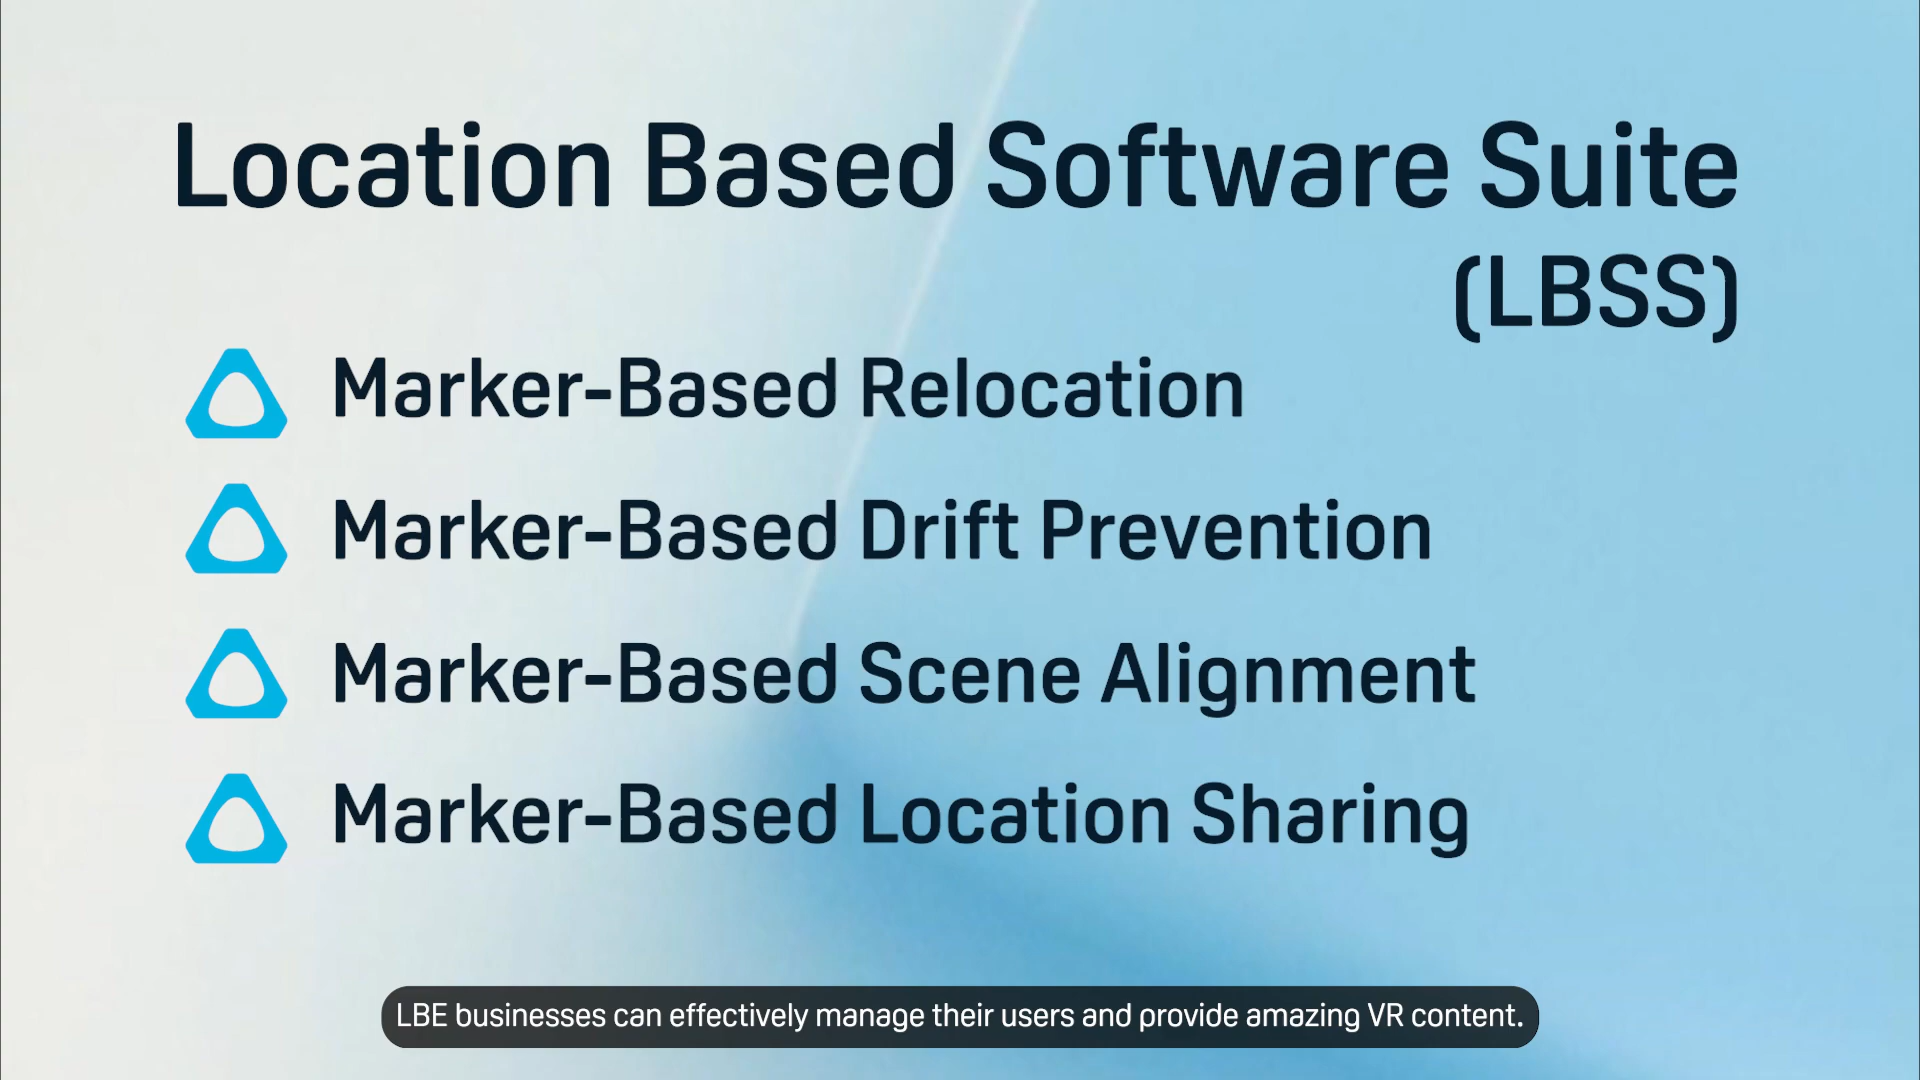 Location Based Software Suite
(LBSS)
Marker-Based Relocation
Marker-Based Drift Prevention
Marker-Based Scene Alignment
Marker-Based Location Sharing
LBE businesses can effectively manage their users and provide amazing VR content.